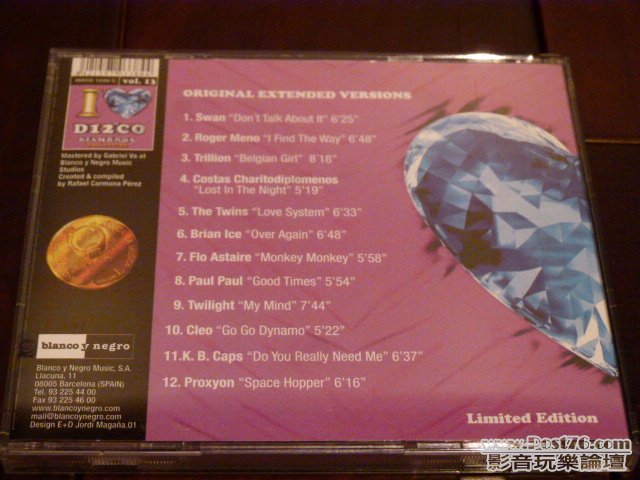 vol. 13
I
DI2CO
DIAMONDS
Mastered by Gabriel Vs at
Blanco y Negro Music
Studios
Created & compiled
by Rafael Carmona Pérez
blanco y negro
Blanco y Negro Music, S.A.
Llacuna, 11
08005 Barcelona (SPAIN)
Tel. 93 225 44 00
Fax 93 225 46 00
www.blancoynegro.com
mail@blancoynegro.com
Design E+D Jordi Magaña.01
ORIGINAL EXTENDED VERSIONS
1. Swan "Don't Talk About It" 6'25"
2. Roger Meno "I Find The Way" 6'48"
3. Trillion "Belgian Girl" 8'18"
4. Costas Charitodiplomenos
"Lost In The Night" 5'19"
5. The Twins "Love System" 6'33"
6. Brian Ice "Over Again" 6'48"
7. Flo Astaire "Monkey Monkey" 5'58"
8. Paul Paul "Good Times" 5'54"
9. Twilight "My Mind" 7'44"
10. Cleo "Go Go Dynamo" 5'22"
11.K. B. Caps "Do You Really Need Me" 6'37"
12. Proxyon "Space Hopper" 6'16"
Limited Edition
www.Post76.com
影音玩樂論壇